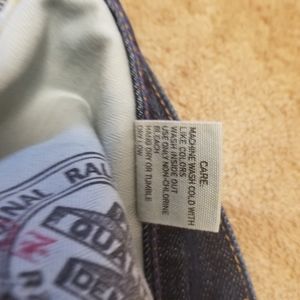 CARE:
MACHINE WASH COLD WITH
LIKE COLORS
WASH INSIDE OUT
USE ONLY NON-CHLORINE
BLEACH
HANG DRY OR TUMBLE
DRY LOW